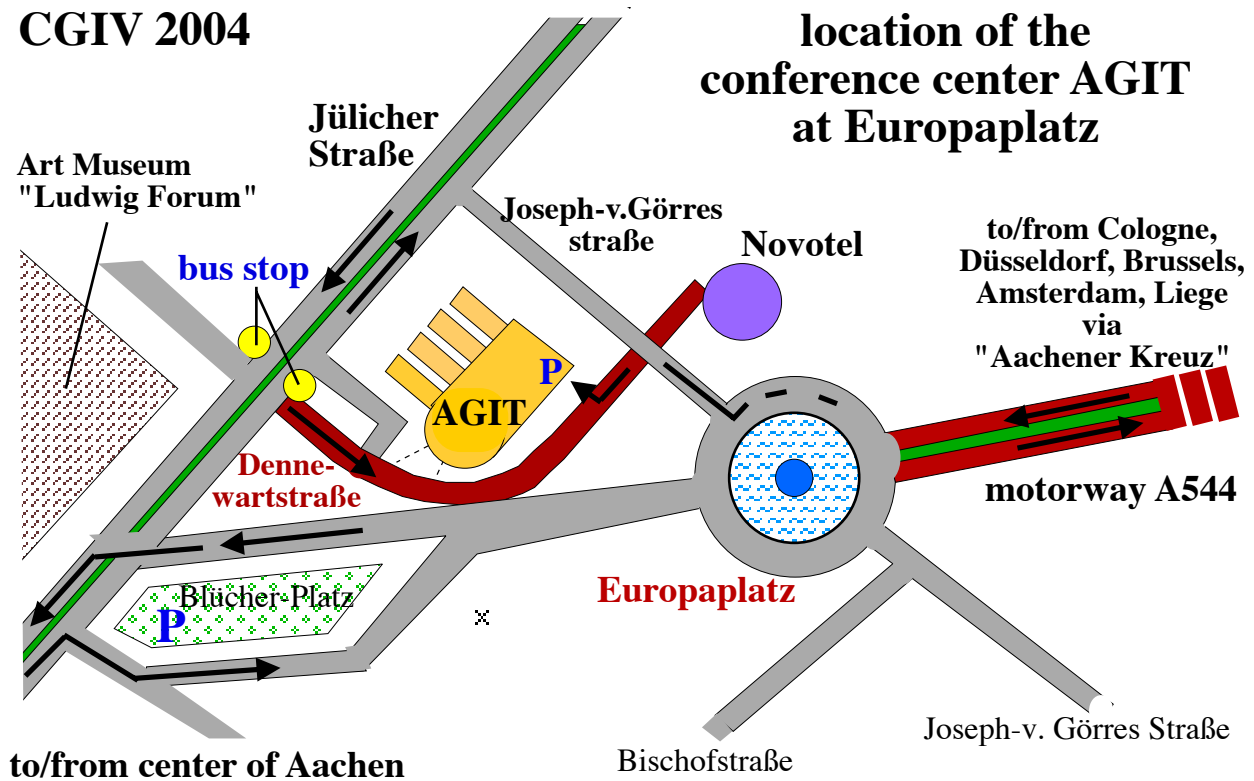 CGIV 2004
location of the
conference center AGIT
at Europaplatz
Jülicher
Straße
Art Museum
"Ludwig Forum"
Joseph-v.Görres
straße
Novotel
to/from Cologne,
Düsseldorf, Brussels,
Amsterdam, Liege
via
"Aachener Kreuz"
bus stop
P
AGIT
Denne-
wartstraße
motorway A544
Europaplatz
Blücher-Platz
P
x
Joseph-v. Görres Straße
Bischofstraße
to/from center of Aachen